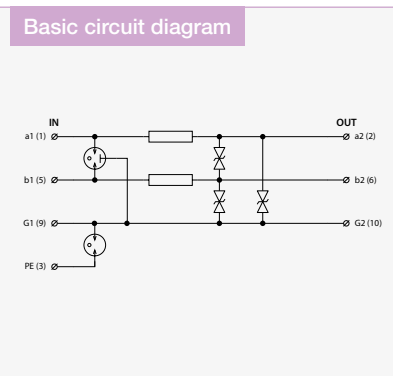 Basic circuit diagram
IN OUT
a1 (1) a2 (2)
b1 (5) b2 (6)
G1 (9) G2 (10)
PE (3)